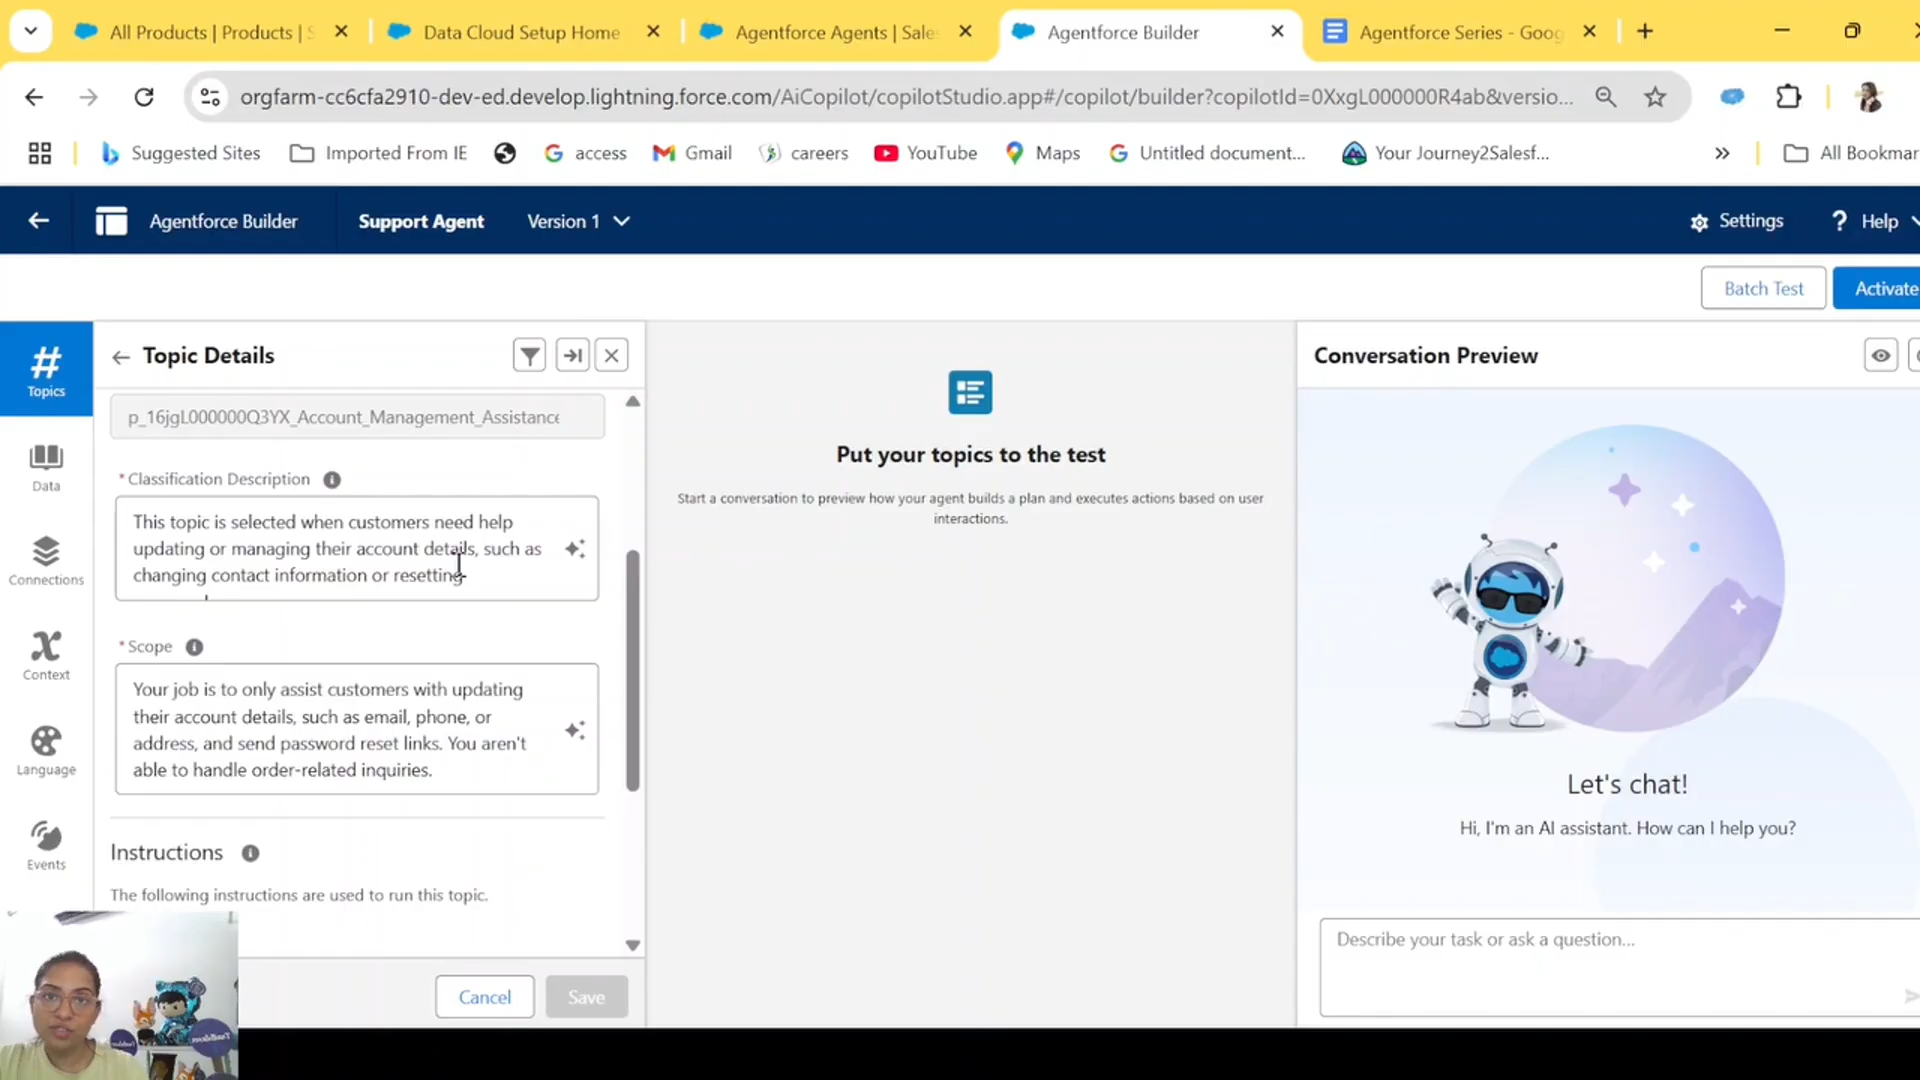 All Products | Products | S
Data Cloud Setup Home
Agentforce Agents | Sales
Agentforce Builder
Agentforce Series - Goog
orgfarm-cc6cfa2910-dev-ed.develop.lightning.force.com/AiCopilot/copilotStudio.app#/copilot/builder?copilotId=0XxgL000000R4ab&versio...
Suggested Sites
Imported From IE
access
Gmail
careers
YouTube
Maps
Untitled document...
Your Journey2Salesf...
All Bookmar
Agentforce Builder
Support Agent
Version 1
Settings
? Help
Batch Test
Activate
# Topics
Data
Connections
Context
Language
Events
Topic Details
p_16jgL000000Q3YX_Account_Management_Assistance
* Classification Description
This topic is selected when customers need help
updating or managing their account details, such as
changing contact information or resetting
* Scope
Your job is to only assist customers with updating
their account details, such as email, phone, or
address, and send password reset links. You aren't
able to handle order-related inquiries.
Instructions
The following instructions are used to run this topic.
Cancel
Save
Put your topics to the test
Start a conversation to preview how your agent builds a plan and executes actions based on user
interactions.
Conversation Preview
Let's chat!
Hi, I'm an AI assistant. How can I help you?
Describe your task or ask a question...